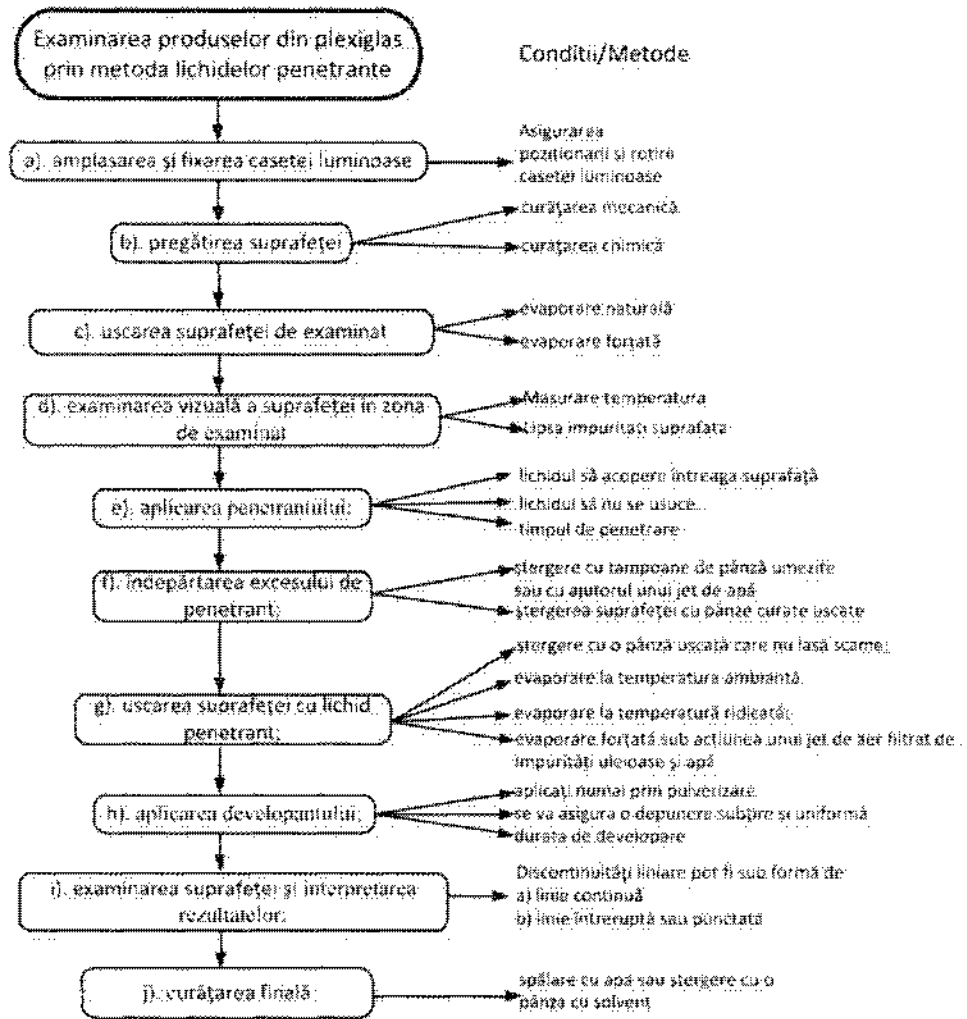 Examinarea produselor din plexiglas
prin metoda lichidelor penetrante
Conditii/Metode
a). amplasarea și fixarea casetei luminoase
Asigurarea
poziționarii si rotire
casetei luminoase
b). pregătirea suprafeței
curățarea mecanică
curățarea chimică
c). uscarea suprafeței de examinat
evaporare naturală
evaporare forțată
d). examinarea vizuală a suprafeței in zona
de examinat
Masurare temperatura
Lipsa impuritati suprafata
e). aplicarea penetrantului;
lichidul să acopere întreaga suprafață
lichidul să nu se usuce
timpul de penetrare
f). îndepărtarea excesului de
penetrant;
ștergere cu tampoane de pânză umezite
sau cu ajutorul unui jet de apă
ștergerea suprafeței cu pânze curate uscate
g). uscarea suprafeței cu lichid
penetrant;
ștergere cu o pânză uscată care nu lasă scame;
evaporare la temperatura ambiantă
evaporare la temperatură ridicată;
evaporare forțată sub acțiunea unui jet de aer filtrat de
impurități uleioase și apă
h). aplicarea developantului;
aplicați numai prin pulverizare
se va asigura o depunere subțire si uniformă
durata de developare
i). examinarea suprafeței și interpretarea
rezultatelor;
Discontinuități liniare pot fi sub formă de
a) linie continuă
b) linie întreruptă sau punctată
j). curățarea finală
spălare cu apă sau stergere cu o
pânza cu solvent